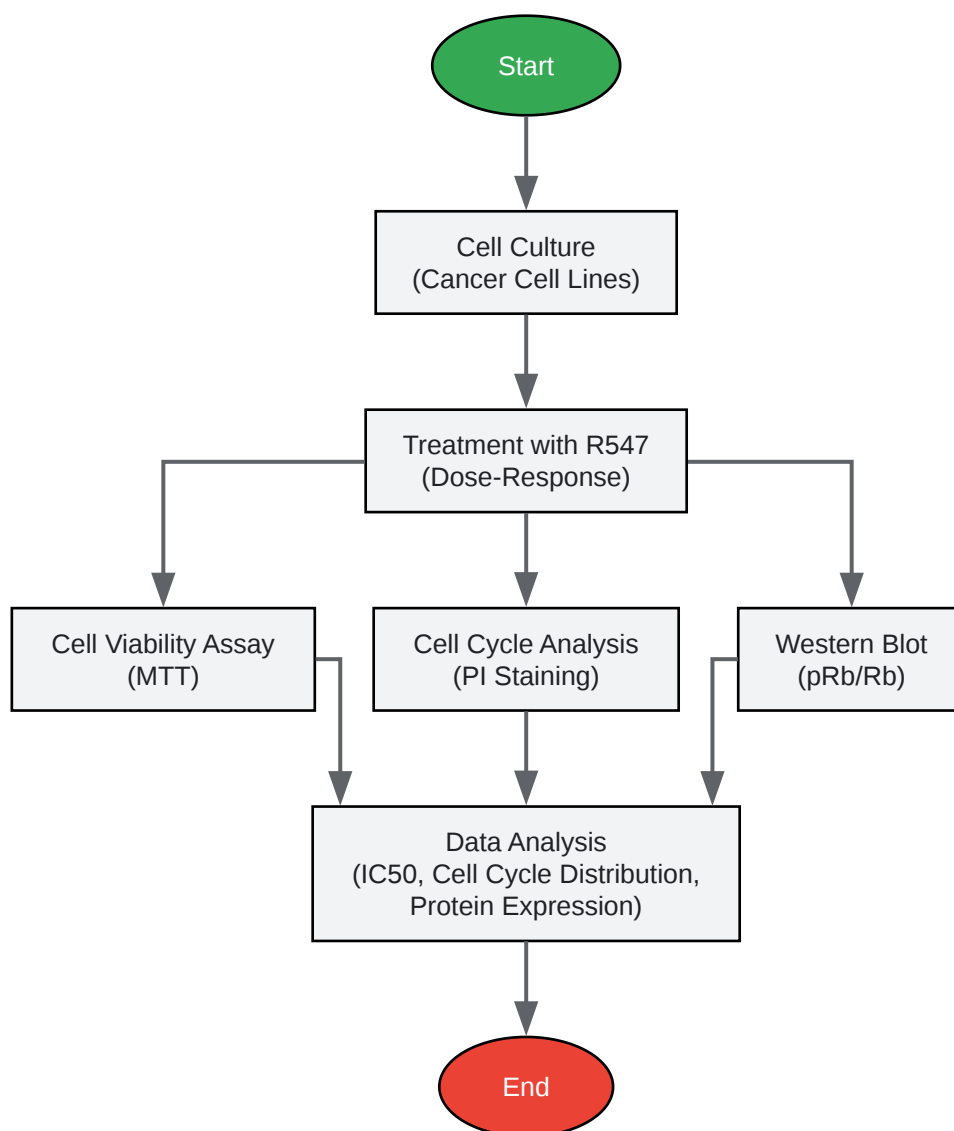 Start
Cell Culture
(Cancer Cell Lines)
Treatment with R547
(Dose-Response)
Cell Viability Assay
(MTT)
Cell Cycle Analysis
(PI Staining)
Western Blot
(pRb/Rb)
Data Analysis
(IC50, Cell Cycle Distribution,
Protein Expression)
End